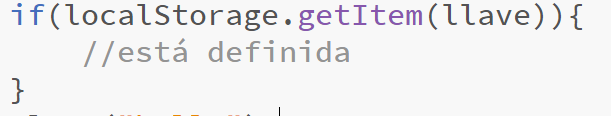 if(localStorage.getItem(llave)){
//está definida
}